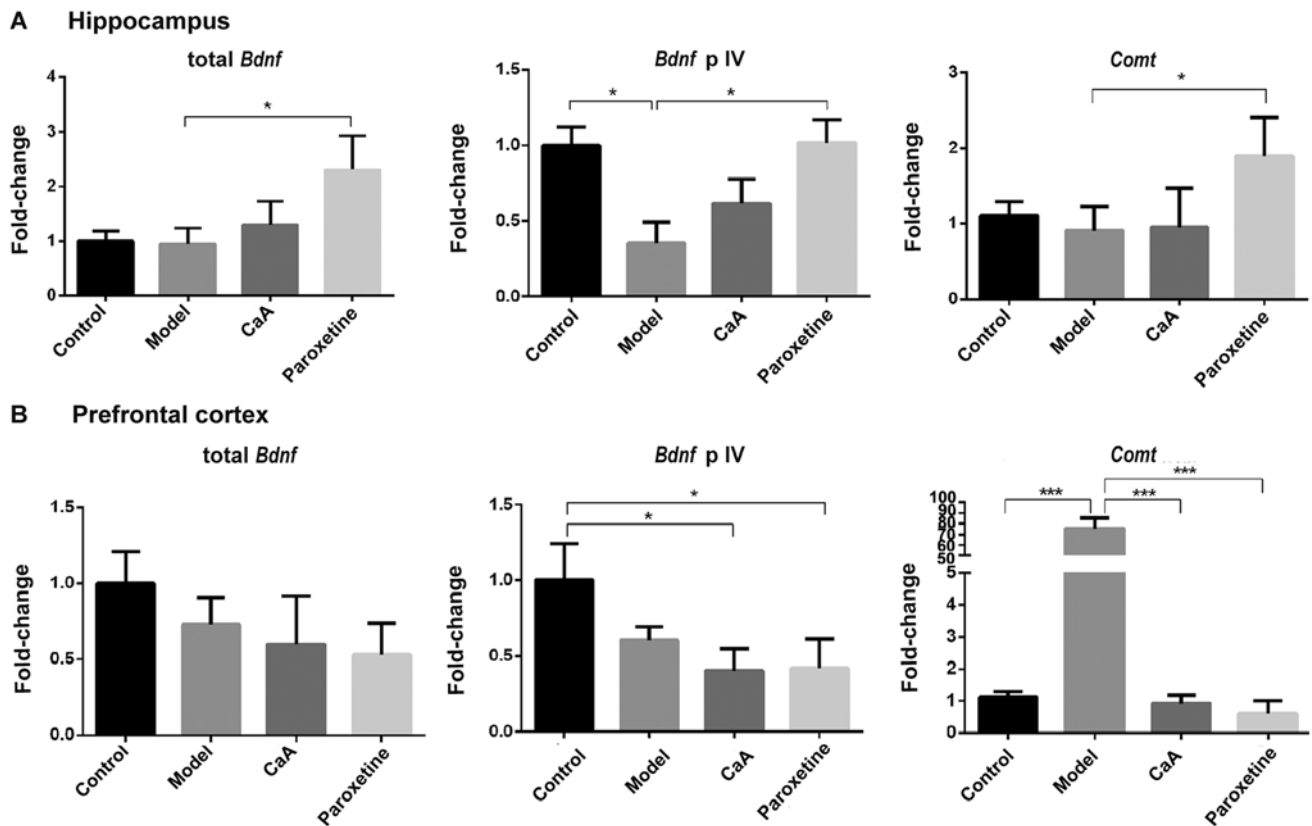 A Hippocampus
total Bdnf
Fold-change
4
3
2
1
0
*
Control
Model
CaA
Paroxetine
Bdnf p IV
Fold-change
1.5
1.0
0.5
0.0
*
*
Control
Model
CaA
Paroxetine
Comt
Fold-change
3
2
1
0
*
Control
Model
CaA
Paroxetine
B Prefrontal cortex
total Bdnf
Fold-change
1.5
1.0
0.5
0.0
Control
Model
CaA
Paroxetine
Bdnf p IV
Fold-change
1.5
1.0
0.5
0.0
*
*
Control
Model
CaA
Paroxetine
Comt
Fold-change
100
90
80
70
60
50
5
4
3
2
1
0
***
***
***
Control
Model
CaA
Paroxetine